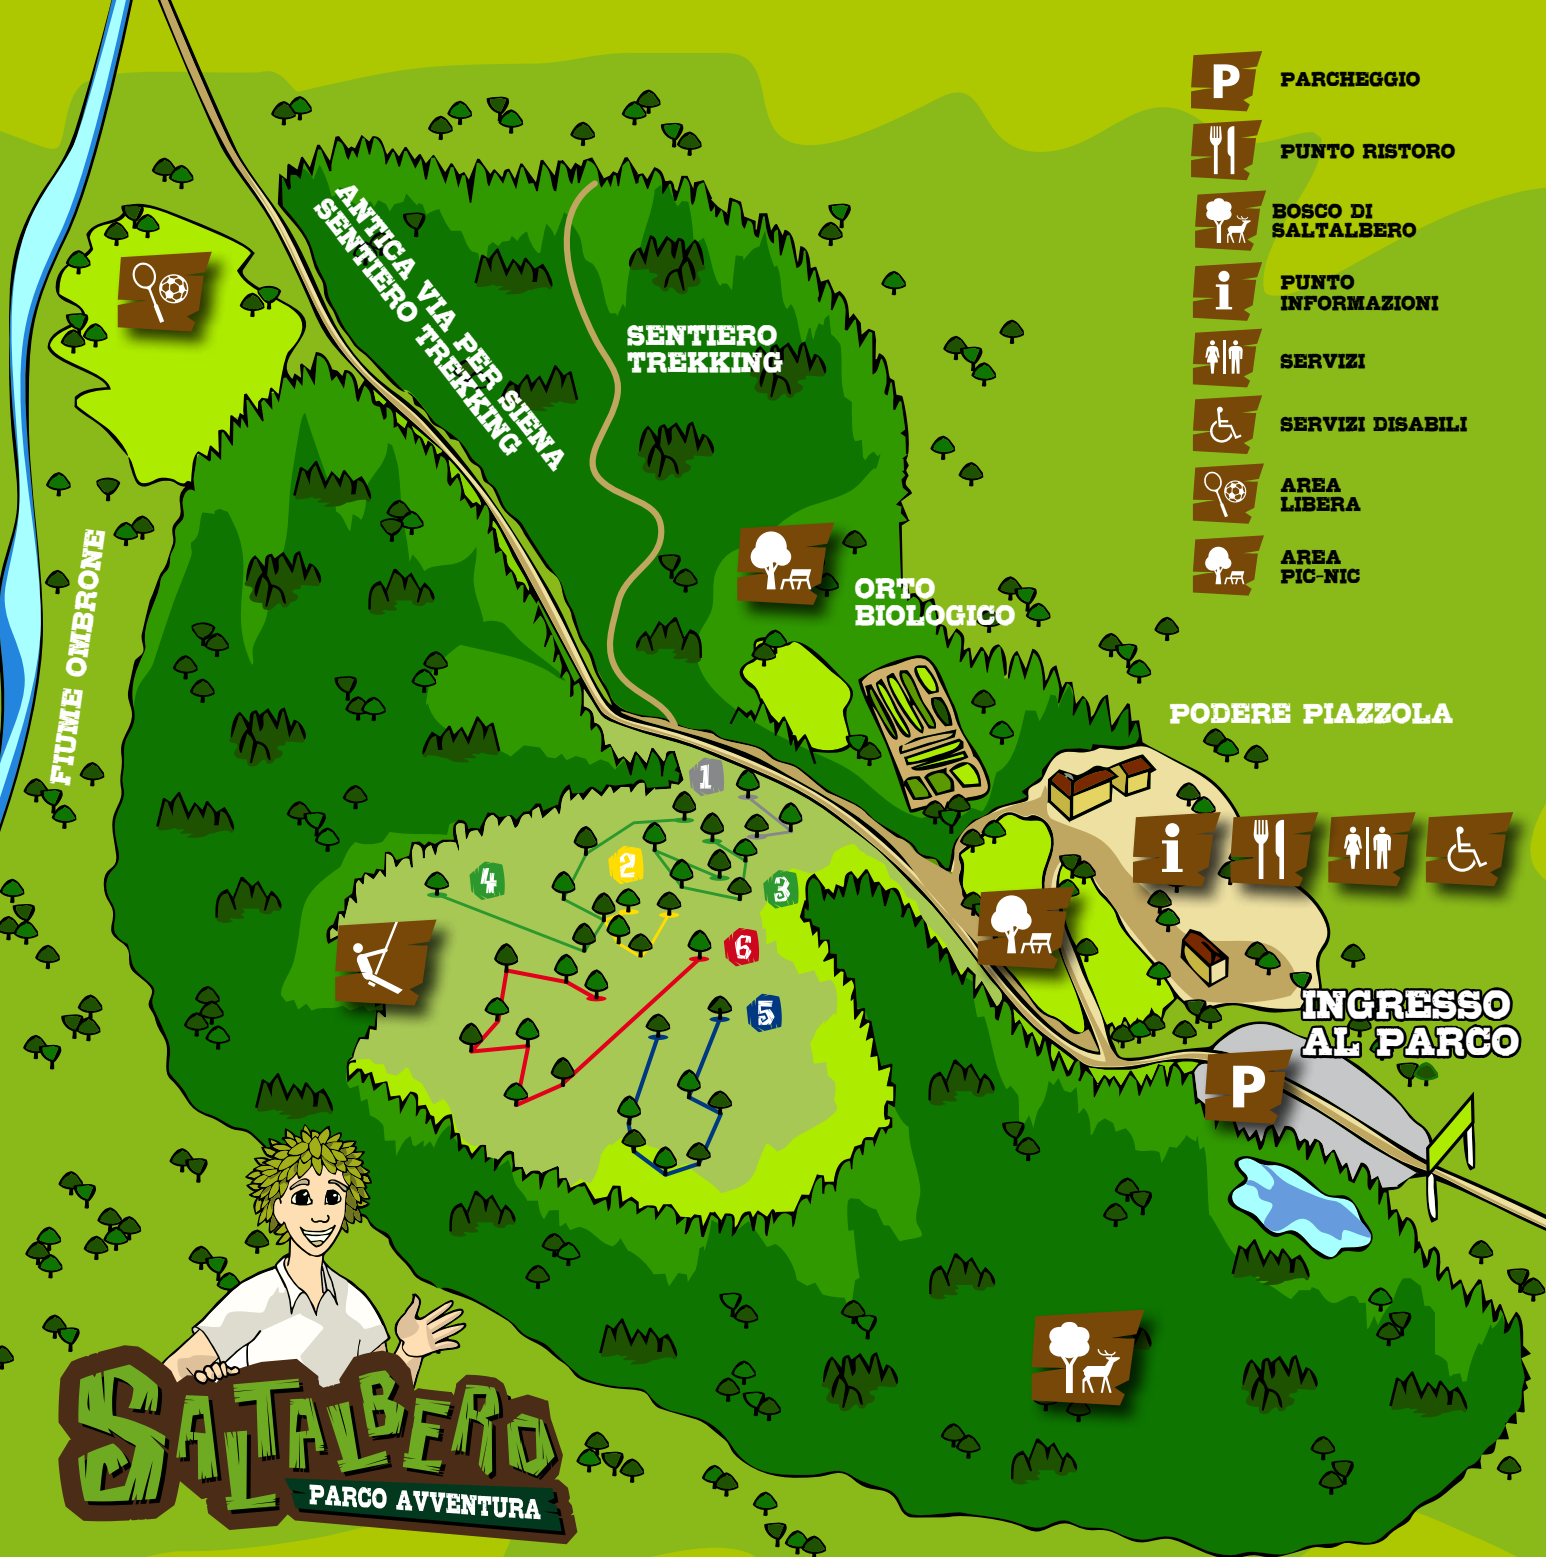 P PARCHEGGIO
PUNTO RISTORO
BOSCO DI
SALTALBERO
i PUNTO
INFORMAZIONI
SERVIZI
SERVIZI DISABILI
AREA
LIBERA
AREA
PIC-NIC
ANTICA VIA PER SIENA
SENTIERO TREKKING
SENTIERO
TREKKING
FIUME OMBRONE
ORTO
BIOLOGICO
PODERE PIAZZOLA
1
2
3
4
5
6
i
INGRESSO
AL PARCO
P
SALTALBERO
PARCO AVVENTURA